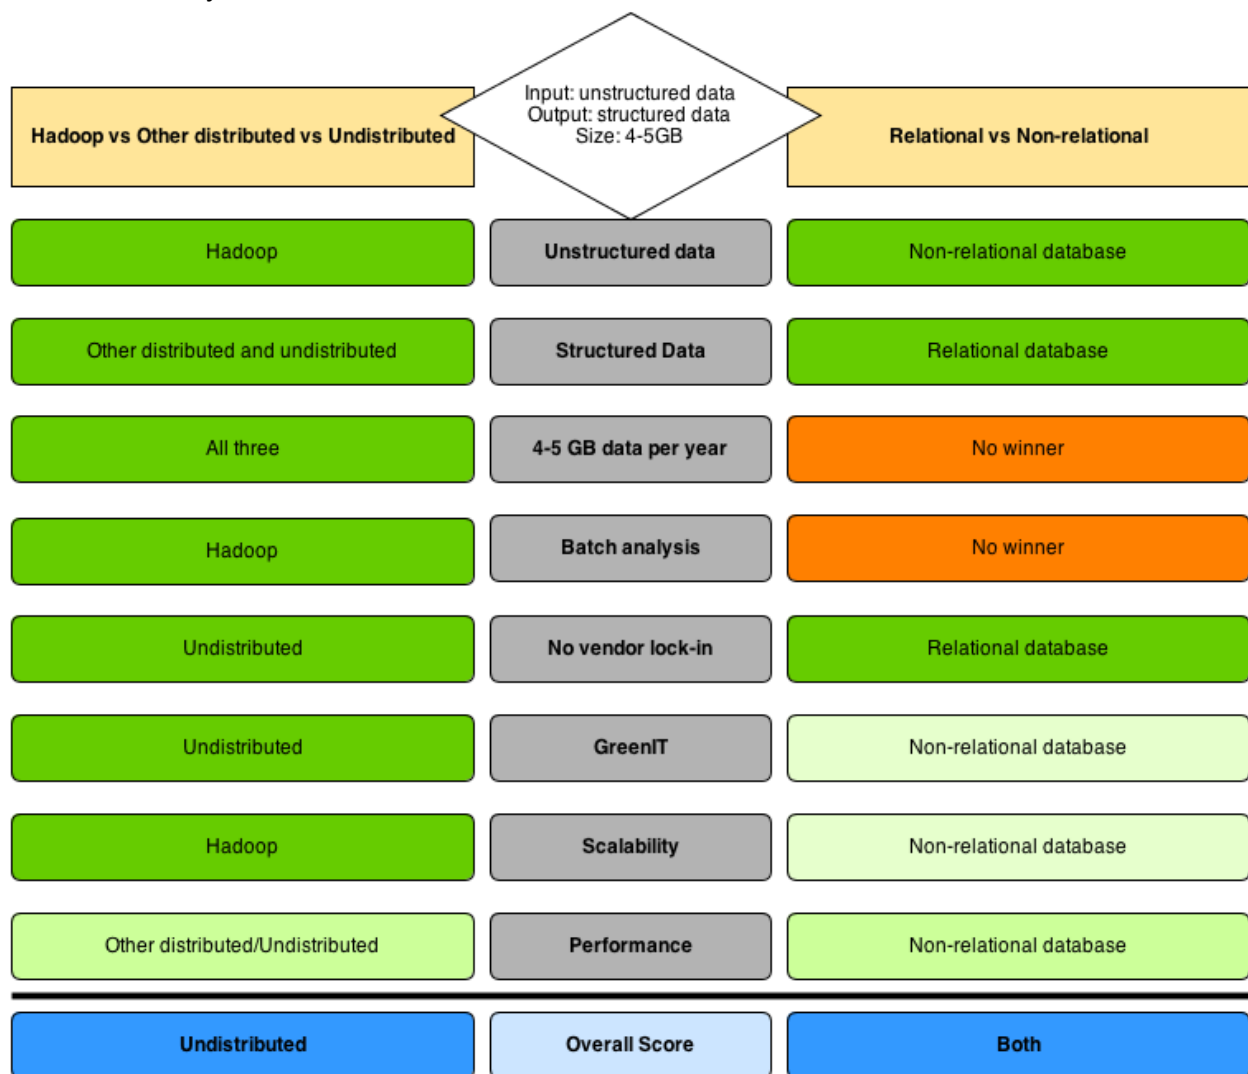 Input: unstructured data
Output: structured data
Size: 4-5GB
Hadoop vs Other distributed vs Undistributed
Relational vs Non-relational
Hadoop
Unstructured data
Non-relational database
Other distributed and undistributed
Structured Data
Relational database
All three
4-5 GB data per year
No winner
Hadoop
Batch analysis
No winner
Undistributed
No vendor lock-in
Relational database
Undistributed
GreenIT
Non-relational database
Hadoop
Scalability
Non-relational database
Other distributed/Undistributed
Performance
Non-relational database
Undistributed
Overall Score
Both